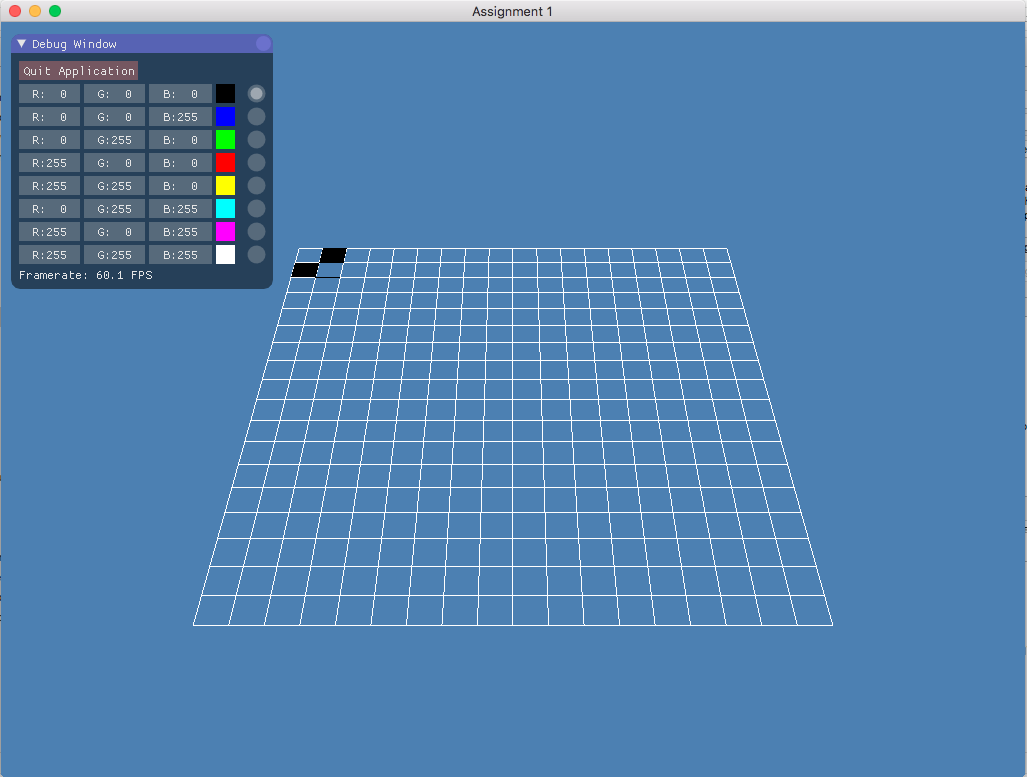 Assignment 1
Debug Window
Quit Application
R: 0 G: 0 B: 0
R: 0 G: 0 B:255
R: 0 G:255 B: 0
R:255 G: 0 B: 0
R:255 G:255 B: 0
R: 0 G:255 B:255
R:255 G: 0 B:255
R:255 G:255 B:255
Framerate: 60.1 FPS